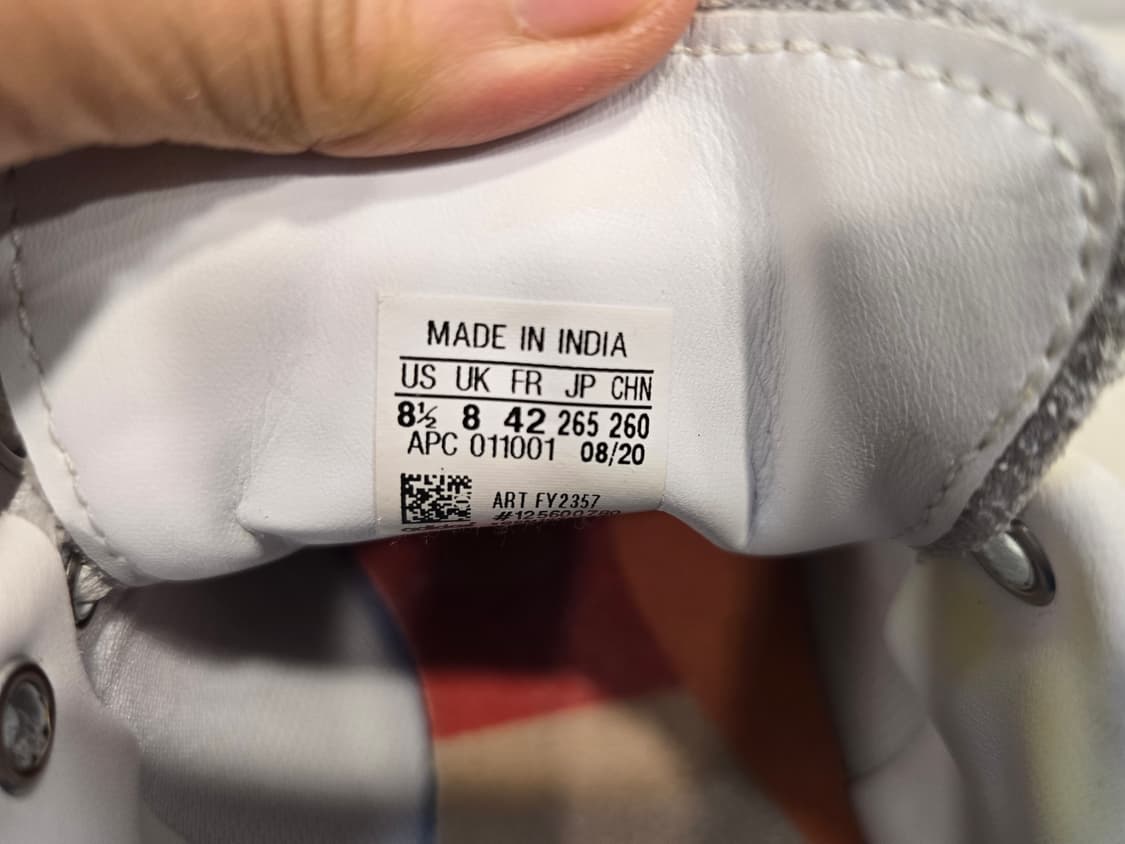 MADE IN INDIA
US UK FR JP CHN
8½ 8 42 265 260
APC 011001 08/20
ART FY2357